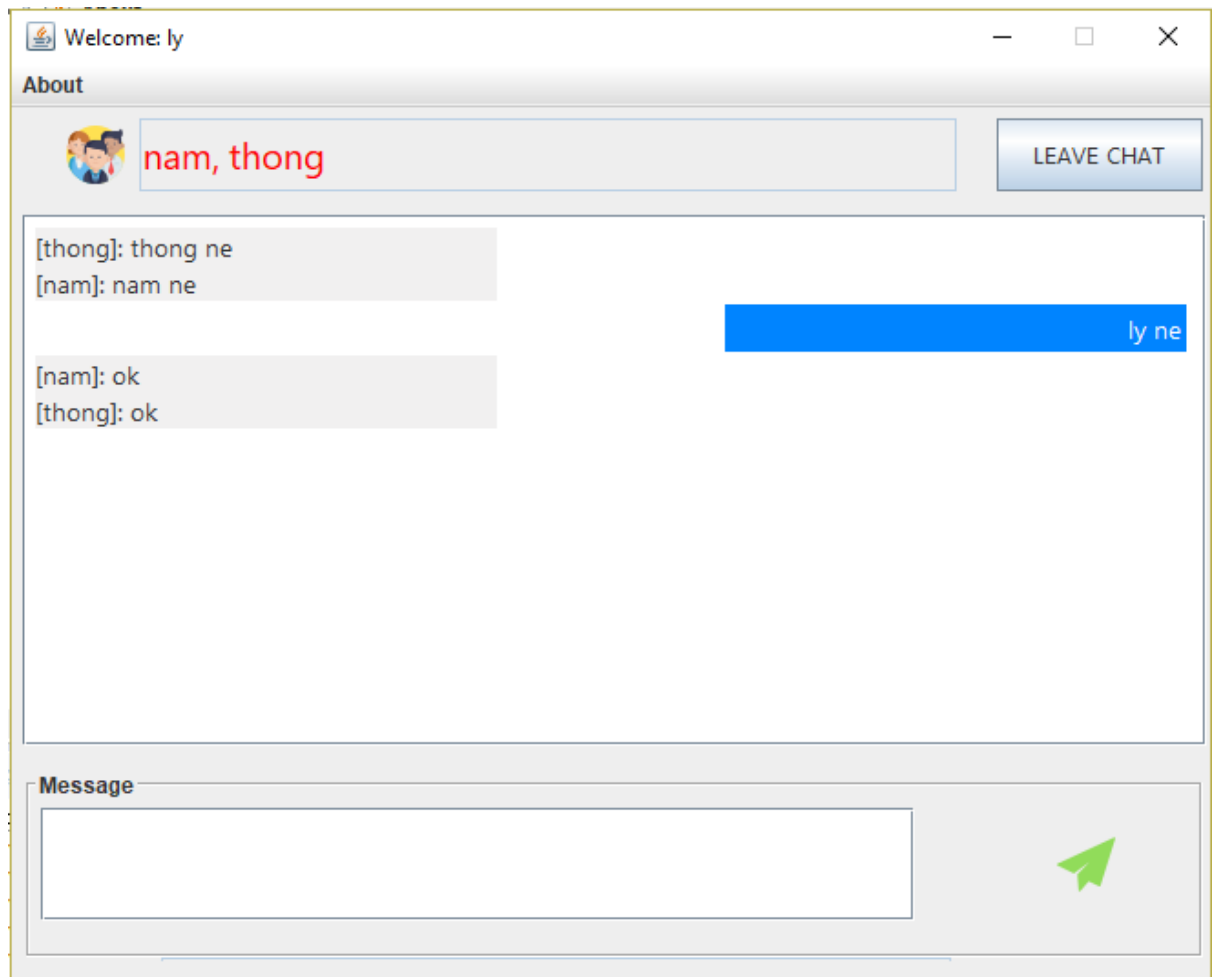 Welcome: ly
About
nam, thong
LEAVE CHAT
[thong]: thong ne
[nam]: nam ne
ly ne
[nam]: ok
[thong]: ok
Message